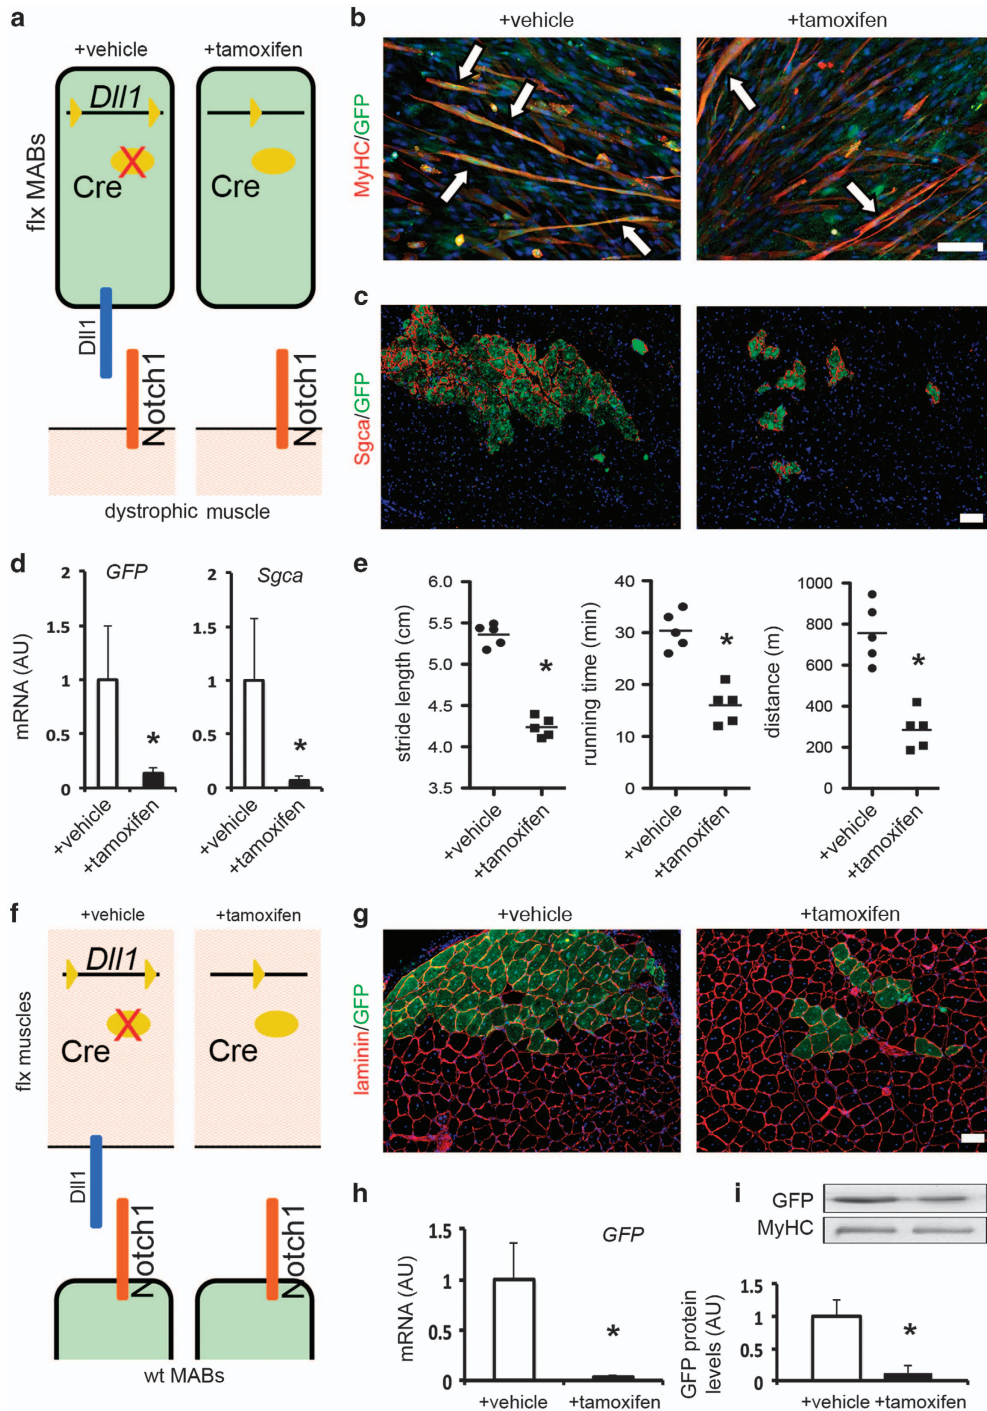 a
+vehicle
+tamoxifen
flx MABs
Dll1
Cre
Cre
Dll1
Notch1
Notch1
dystrophic muscle
b
+vehicle
+tamoxifen
MyHC/GFP
c
Sgca/GFP
d
GFP
mRNA (AU)
2
1.5
1
0.5
0
*
+vehicle
+tamoxifen
Sgca
2
1.5
1
0.5
0
*
+vehicle
+tamoxifen
e
stride length (cm)
6.0
5.5
5.0
4.5
4.0
3.5
*
+vehicle
+tamoxifen
running time (min)
40
30
20
10
0
*
+vehicle
+tamoxifen
distance (m)
1000
800
600
400
200
0
*
+vehicle
+tamoxifen
f
+vehicle
+tamoxifen
flx muscles
Dll1
Cre
Cre
Dll1
Notch1
Notch1
wt MABs
g
+vehicle
+tamoxifen
laminin/GFP
h
GFP
mRNA (AU)
1.5
1
0.5
0
*
+vehicle
+tamoxifen
i
GFP
MyHC
GFP protein
levels (AU)
1.5
1
0.5
0
*
+vehicle
+tamoxifen